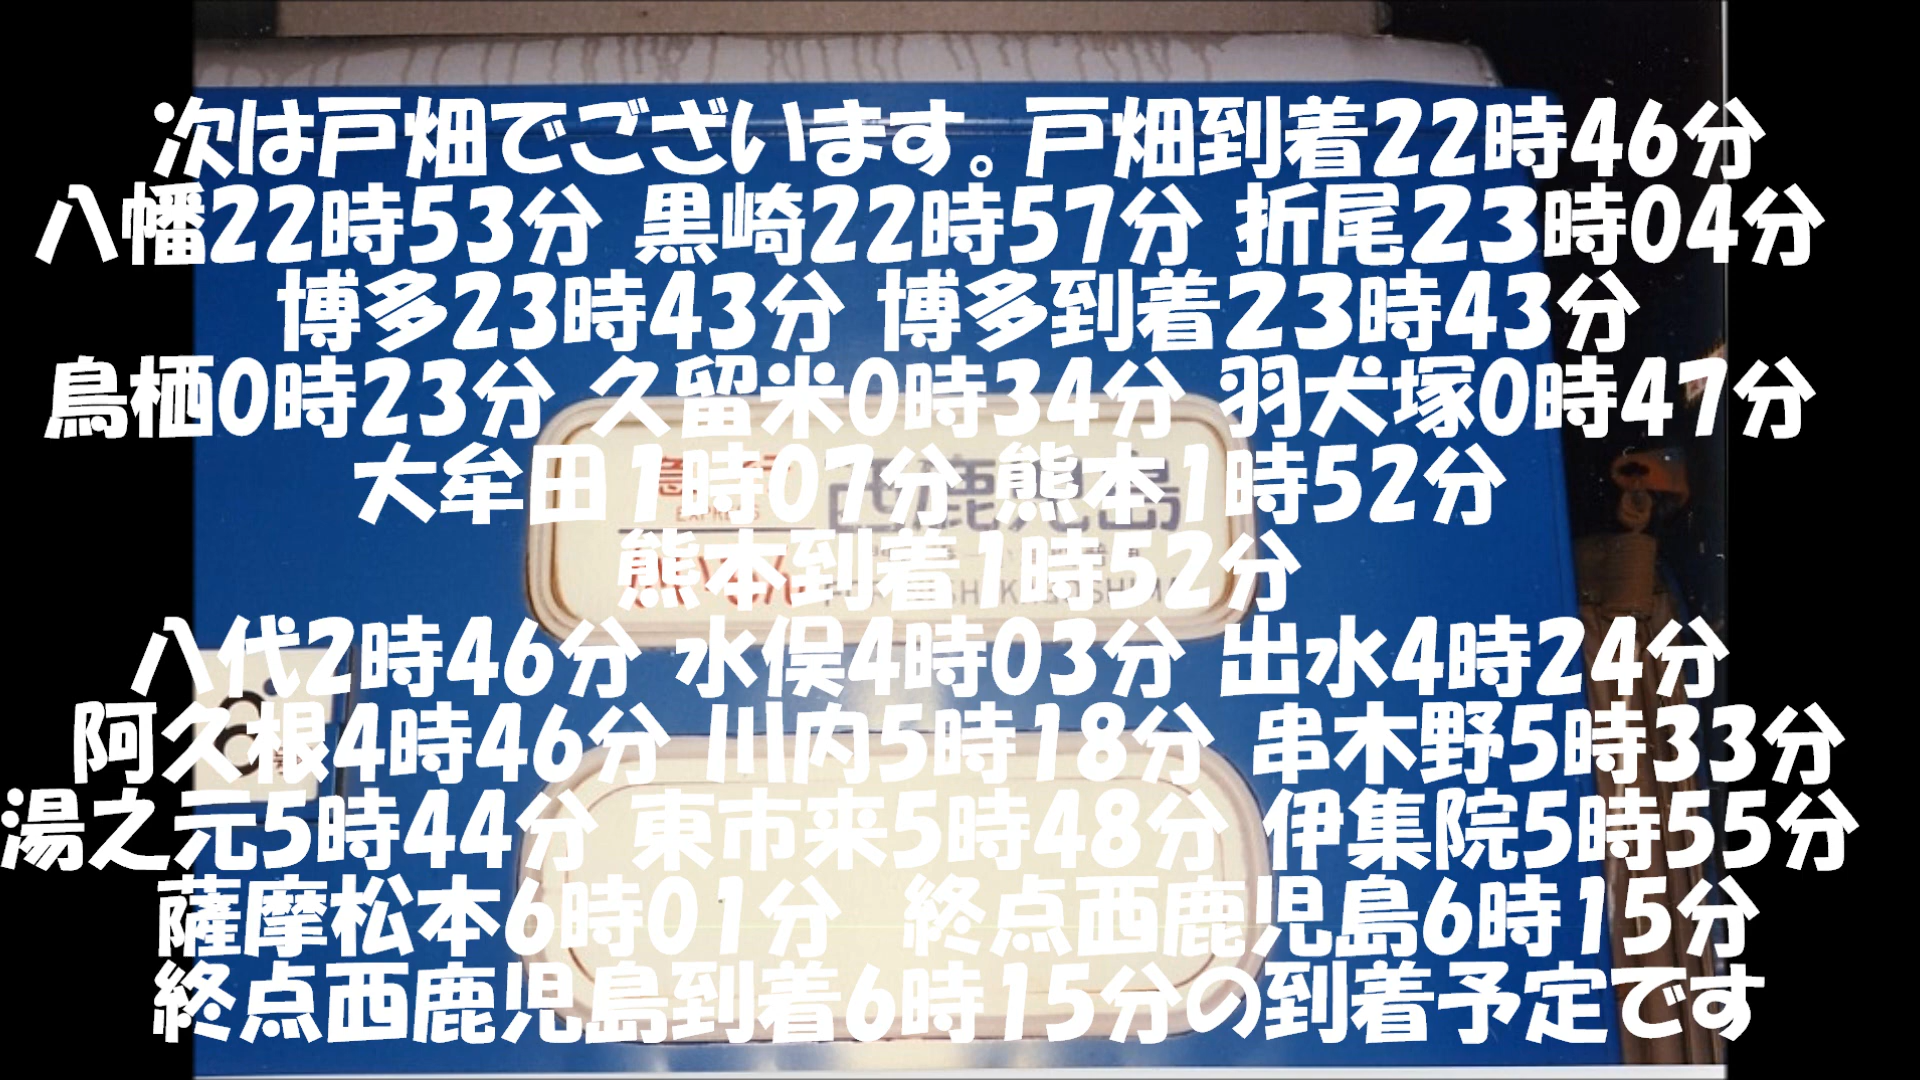 次は戸畑でございます。戸畑到着22時46分
八幡22時53分 黒崎22時57分 折尾23時04分
博多23時43分 博多到着23時43分
鳥栖0時23分 久留米0時34分 羽犬塚0時47分
大牟田1時07分 熊本1時52分
熊本到着1時52分
八代2時46分 水俣4時03分 出水4時24分
阿久根4時46分 川内5時18分 串木野5時33分
湯之元5時44分 東市来5時48分 伊集院5時55分
薩摩松本6時01分 終点西鹿児島6時15分
終点西鹿児島到着6時15分の到着予定です
急行
EXPRESS
西鹿児島